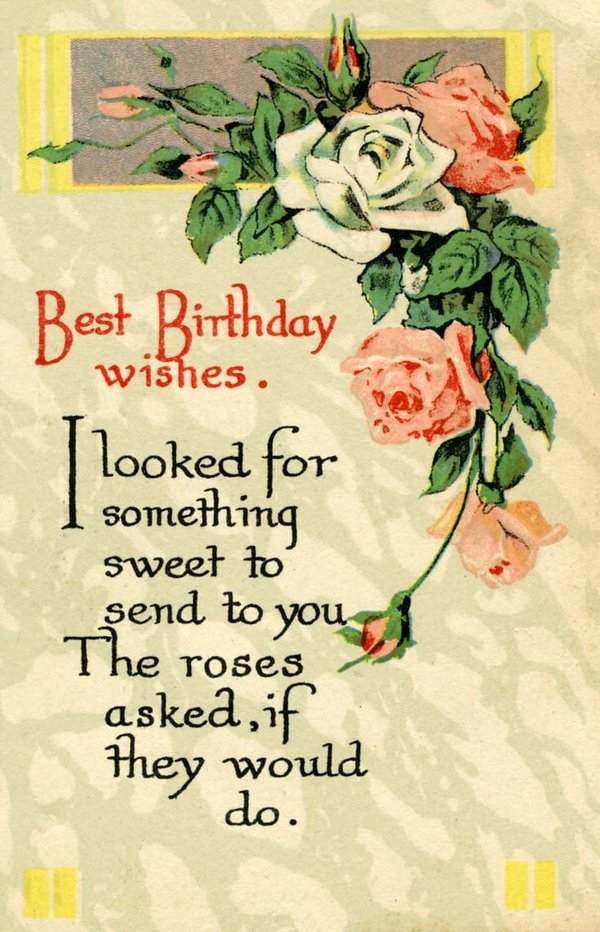 Best Birthday
wishes.
I looked for
something
sweet to
send to you
The roses
asked, if
they would
do.